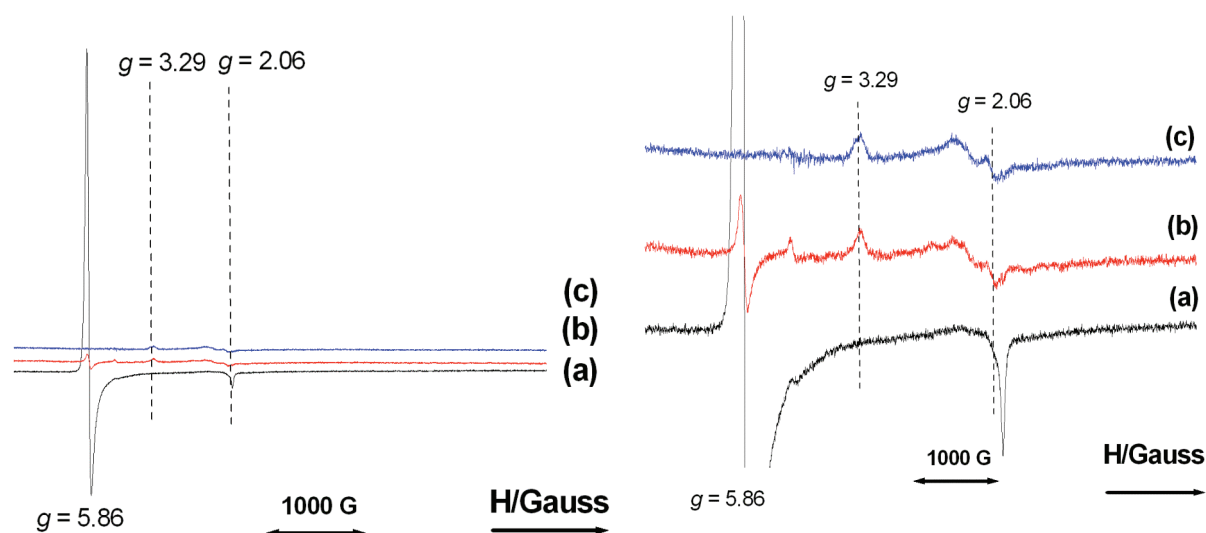 g = 3.29 g = 2.06
(c)
(b)
(a)
g = 5.86
1000 G
H/Gauss
g = 3.29
g = 2.06
(c)
(b)
(a)
1000 G
H/Gauss
g = 5.86